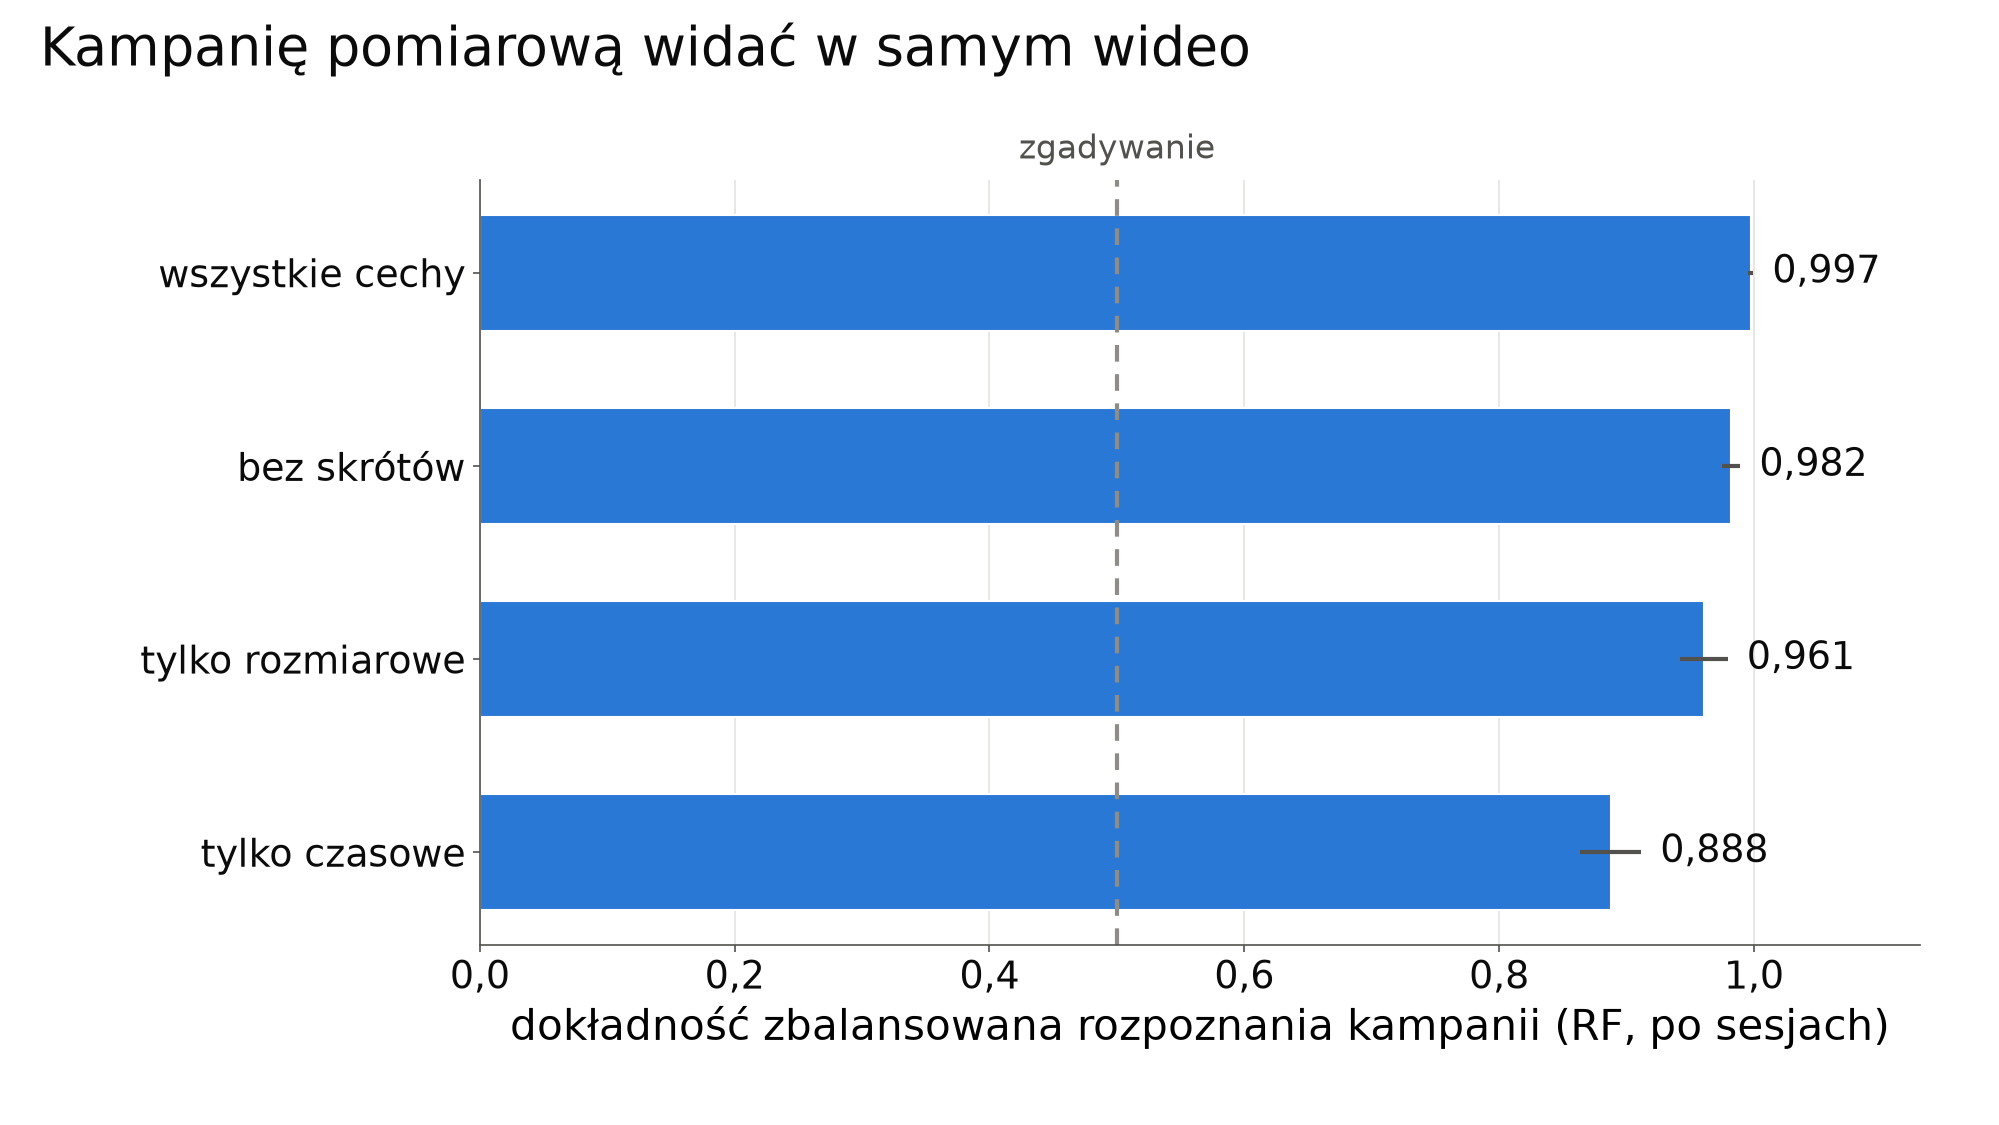 Kampanię pomiarową widać w samym wideo
zgadywanie
wszystkie cechy
0,997
bez skrótów
0,982
tylko rozmiarowe
0,961
tylko czasowe
0,888
0,0 0,2 0,4 0,6 0,8 1,0
dokładność zbalansowana rozpoznania kampanii (RF, po sesjach)